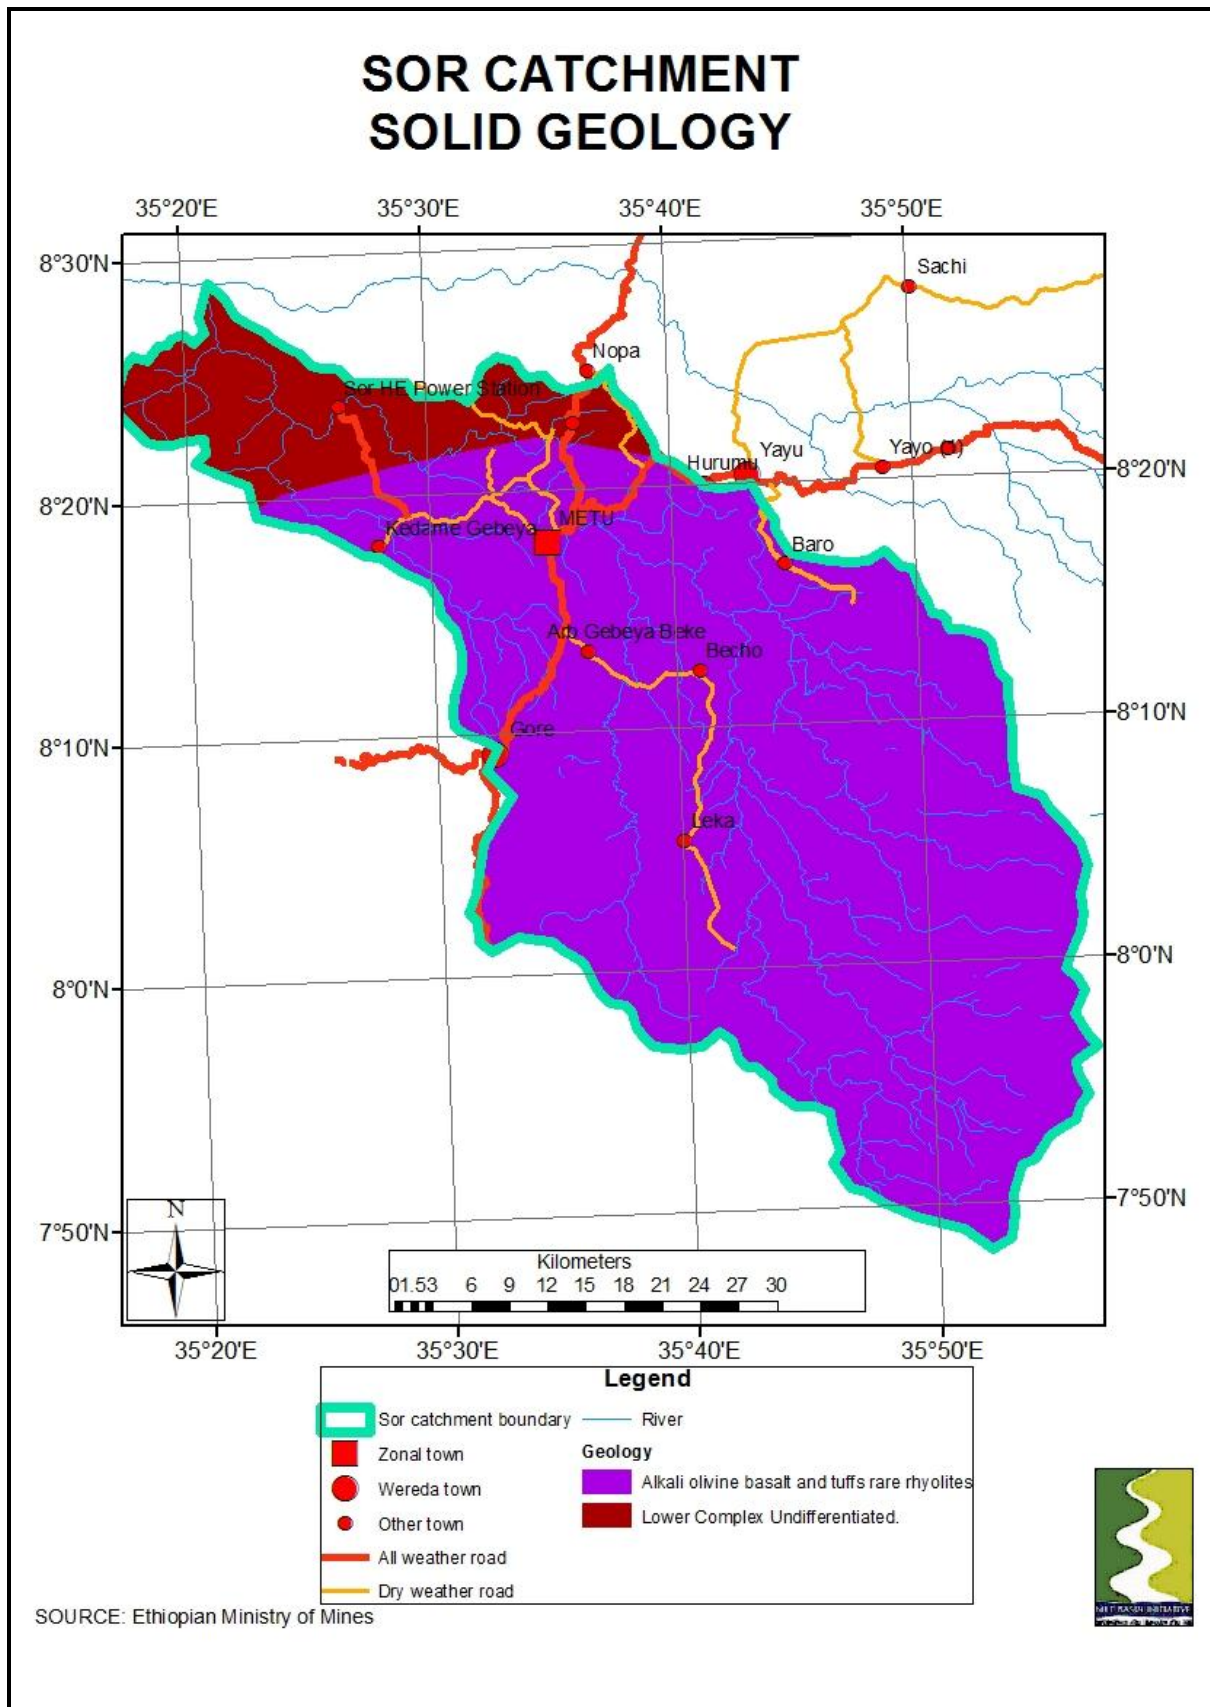 SOR CATCHMENT
SOLID GEOLOGY
35°20'E 35°30'E 35°40'E 35°50'E
8°30'N
Sachi
Nopa
Sor HE Power Station
Hurumu
Yayu
Yayo (1)
8°20'N
8°20'N
Kedame Gebeya
METU
Baro
Arb Gebeya Beke
Becho
8°10'N
8°10'N
Gore
Leka
8°0'N
8°0'N
7°50'N
7°50'N
N
Kilometers
01.53 6 9 12 15 18 21 24 27 30
35°20'E 35°30'E 35°40'E 35°50'E
Legend
Sor catchment boundary
River
Zonal town
Geology
Wereda town
Alkali olivine basalt and tuffs rare rhyolites
Other town
Lower Complex Undifferentiated.
All weather road
Dry weather road
SOURCE: Ethiopian Ministry of Mines
NILE BASIN INITIATIVE